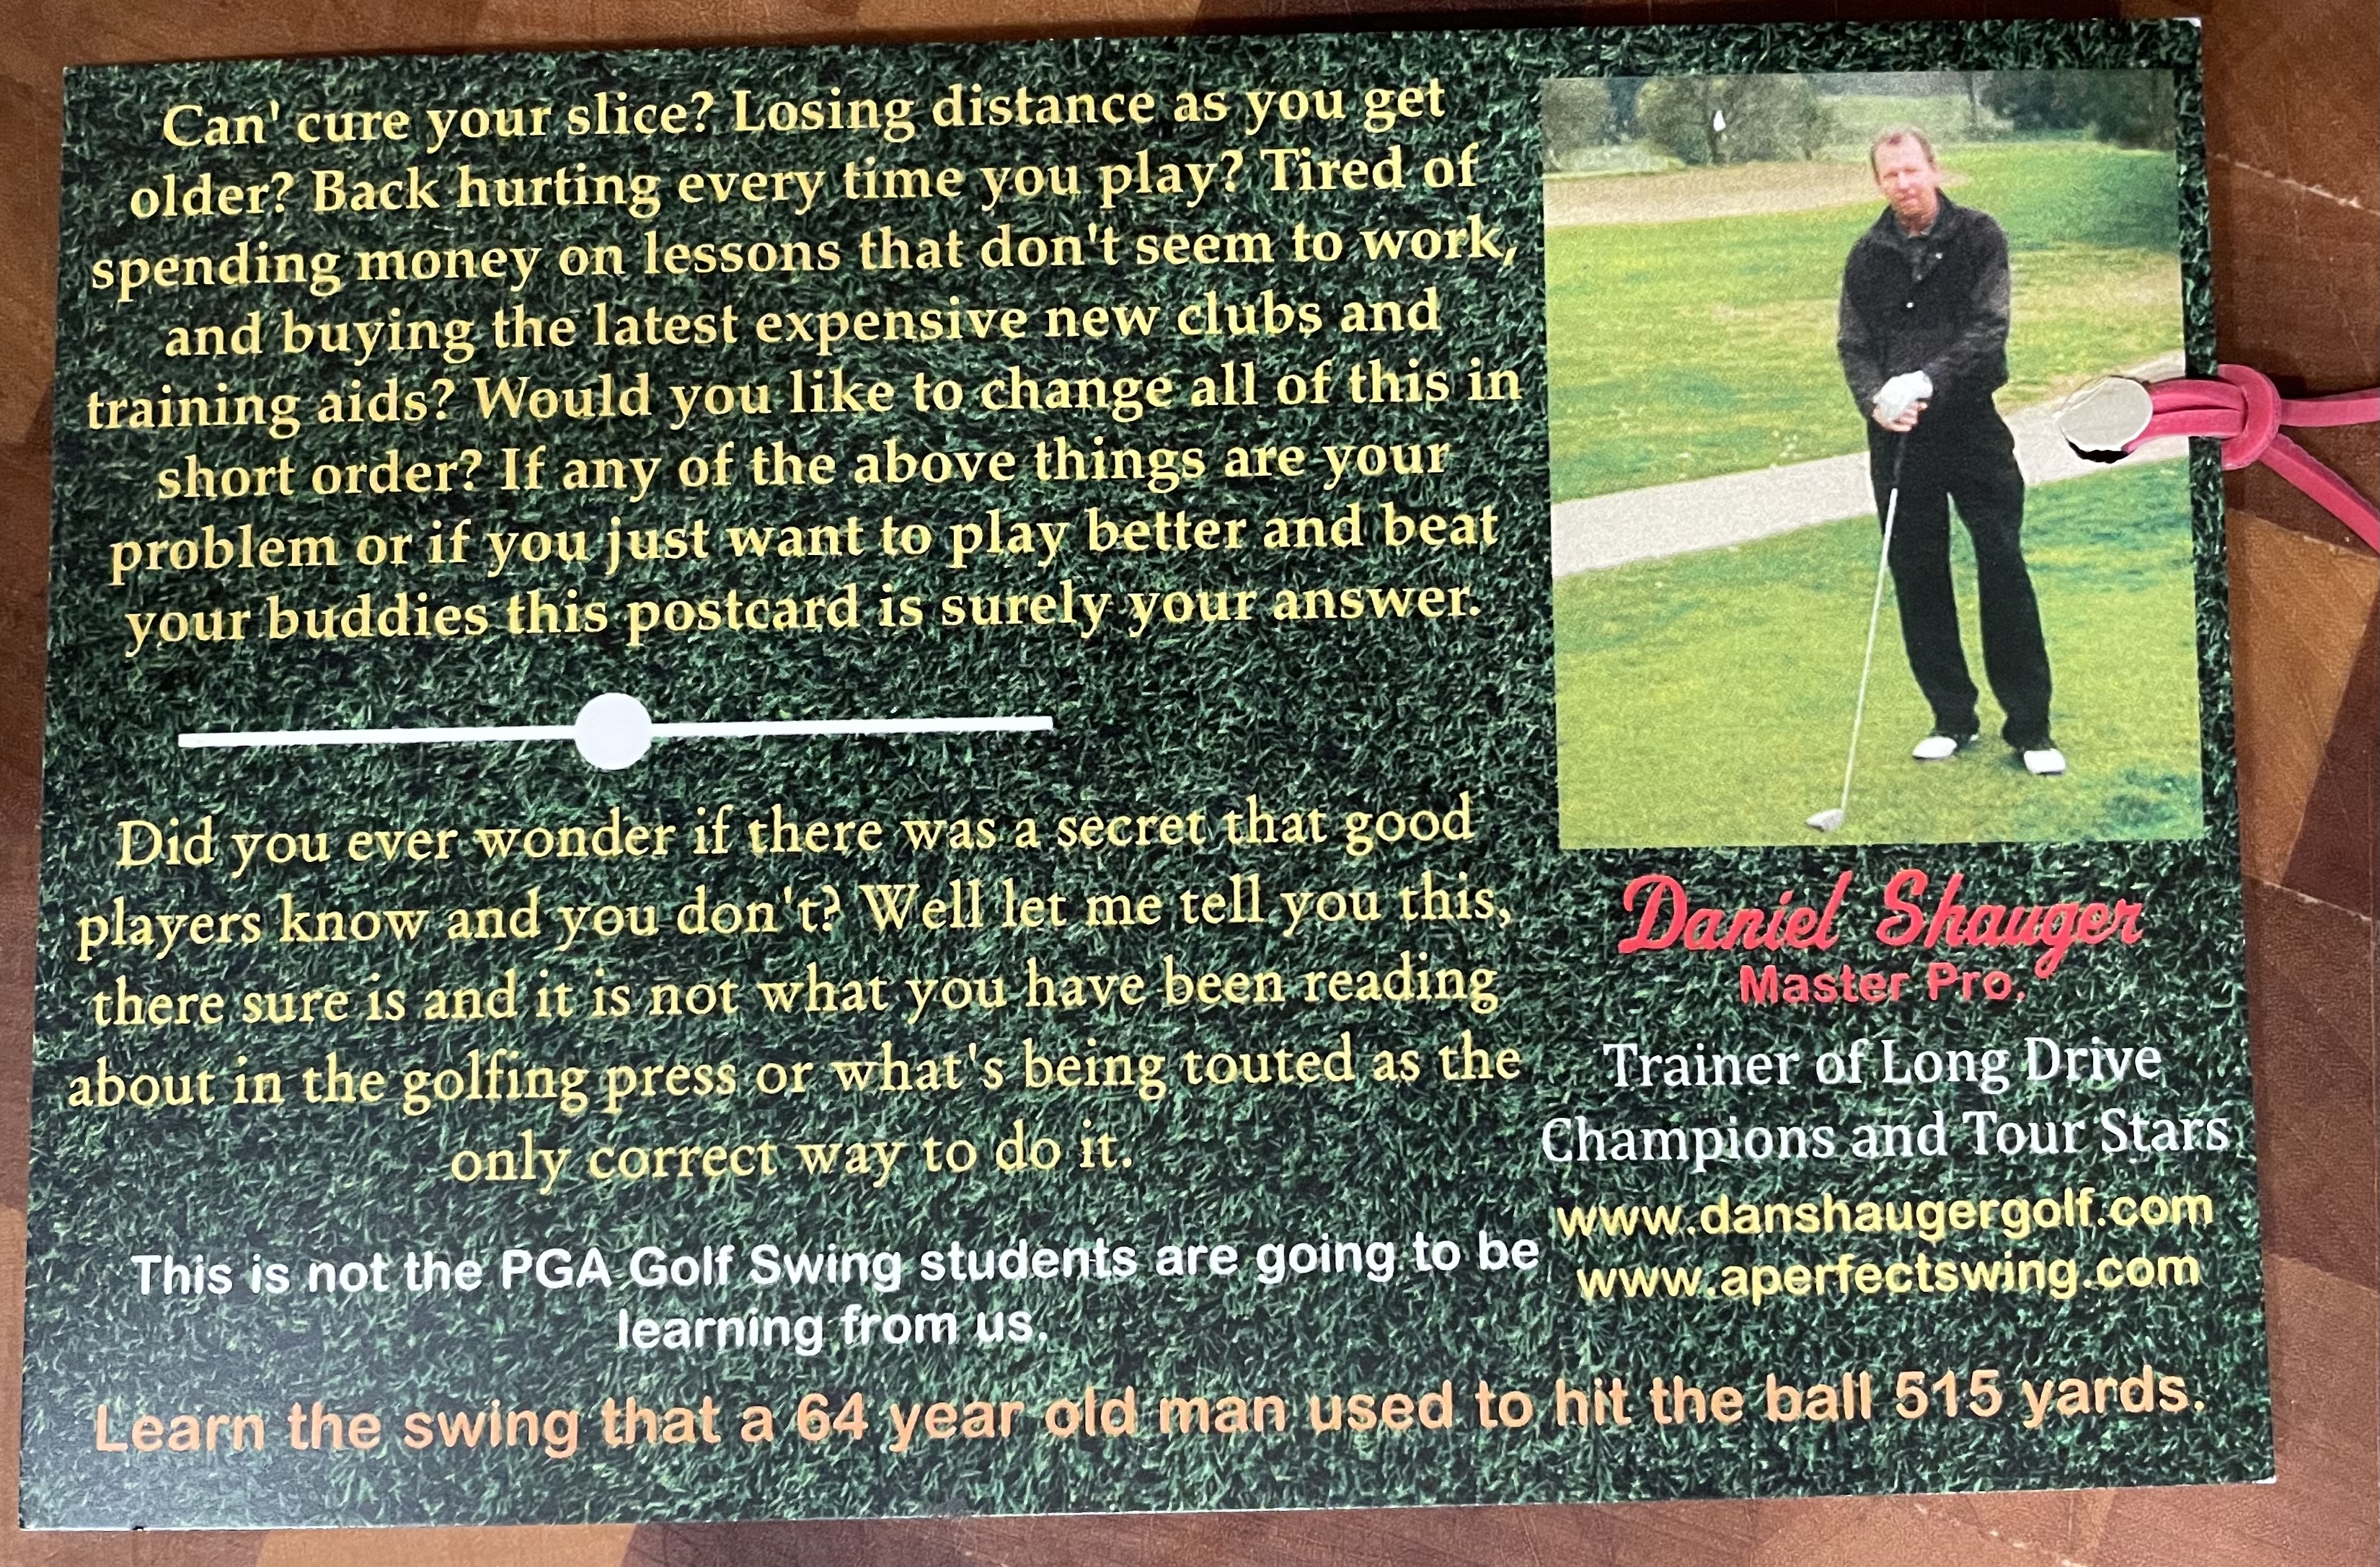 Can' cure your slice? Losing distance as you get
older? Back hurting every time you play? Tired of
spending money on lessons that don't seem to work,
and buying the latest expensive new clubs and
training aids? Would you like to change all of this in
short order? If any of the above things are your
problem or if you just want to play better and beat
your buddies this postcard is surely your answer.
Did you ever wonder if there was a secret that good
players know and you don't? Well let me tell you this,
there sure is and it is not what you have been reading
about in the golfing press or what's being touted as the
only correct way to do it.
This is not the PGA Golf Swing students are going to be
learning from us.
Daniel Shauger
Master Pro.
Trainer of Long Drive
Champions and Tour Stars
www.danshaugergolf.com
www.aperfectswing.com
Learn the swing that a 64 year old man used to hit the ball 515 yards.